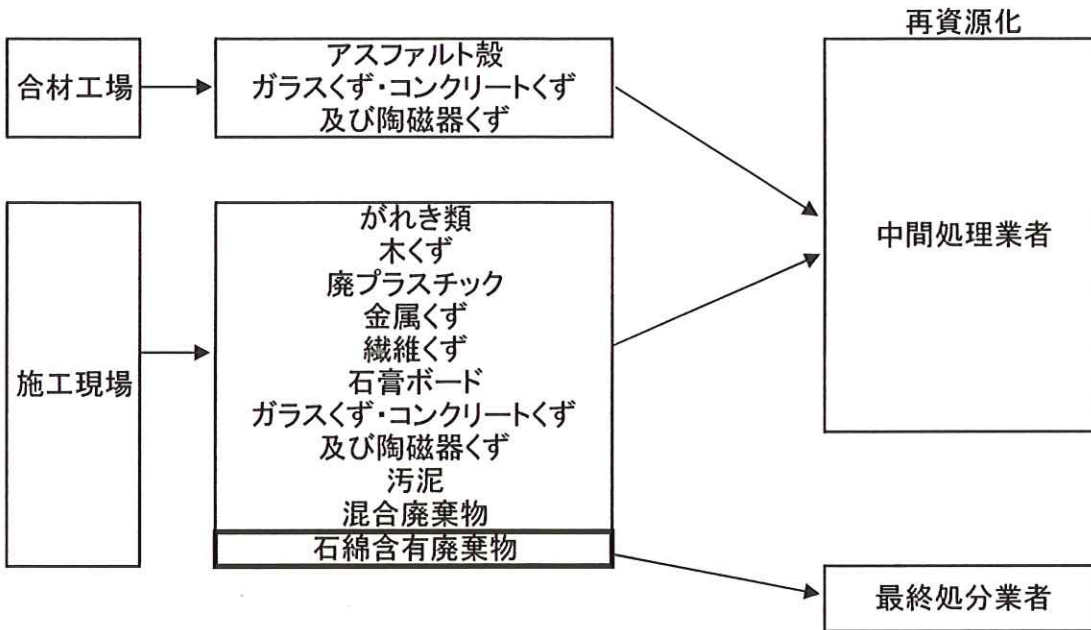 合材工場
アスファルト殻
ガラスくず・コンクリートくず
及び陶磁器くず
再資源化
中間処理業者
施工現場
がれき類
木くず
廃プラスチック
金属くず
繊維くず
石膏ボード
ガラスくず・コンクリートくず
及び陶磁器くず
汚泥
混合廃棄物
石綿含有廃棄物
最終処分業者